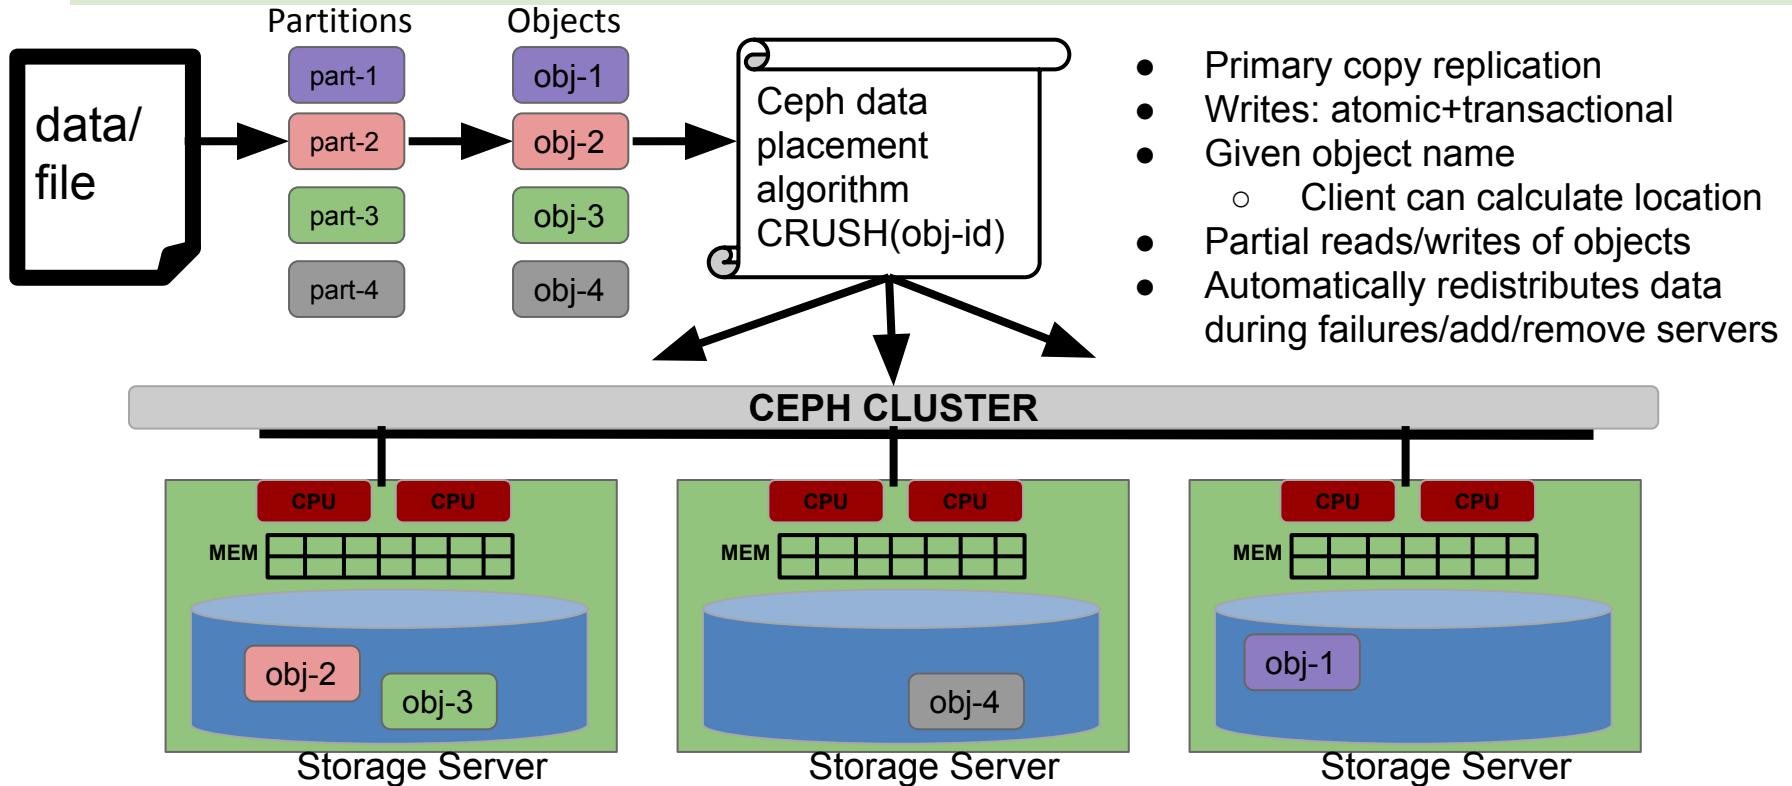 Partitions
Objects
data/
file
part-1
part-2
part-3
part-4
obj-1
obj-2
obj-3
obj-4
Ceph data
placement
algorithm
CRUSH(obj-id)
● Primary copy replication
● Writes: atomic+transactional
● Given object name
○ Client can calculate location
● Partial reads/writes of objects
● Automatically redistributes data
during failures/add/remove servers
CEPH CLUSTER
CPU
CPU
MEM
obj-2
obj-3
Storage Server
CPU
CPU
MEM
obj-4
Storage Server
CPU
CPU
MEM
obj-1
Storage Server